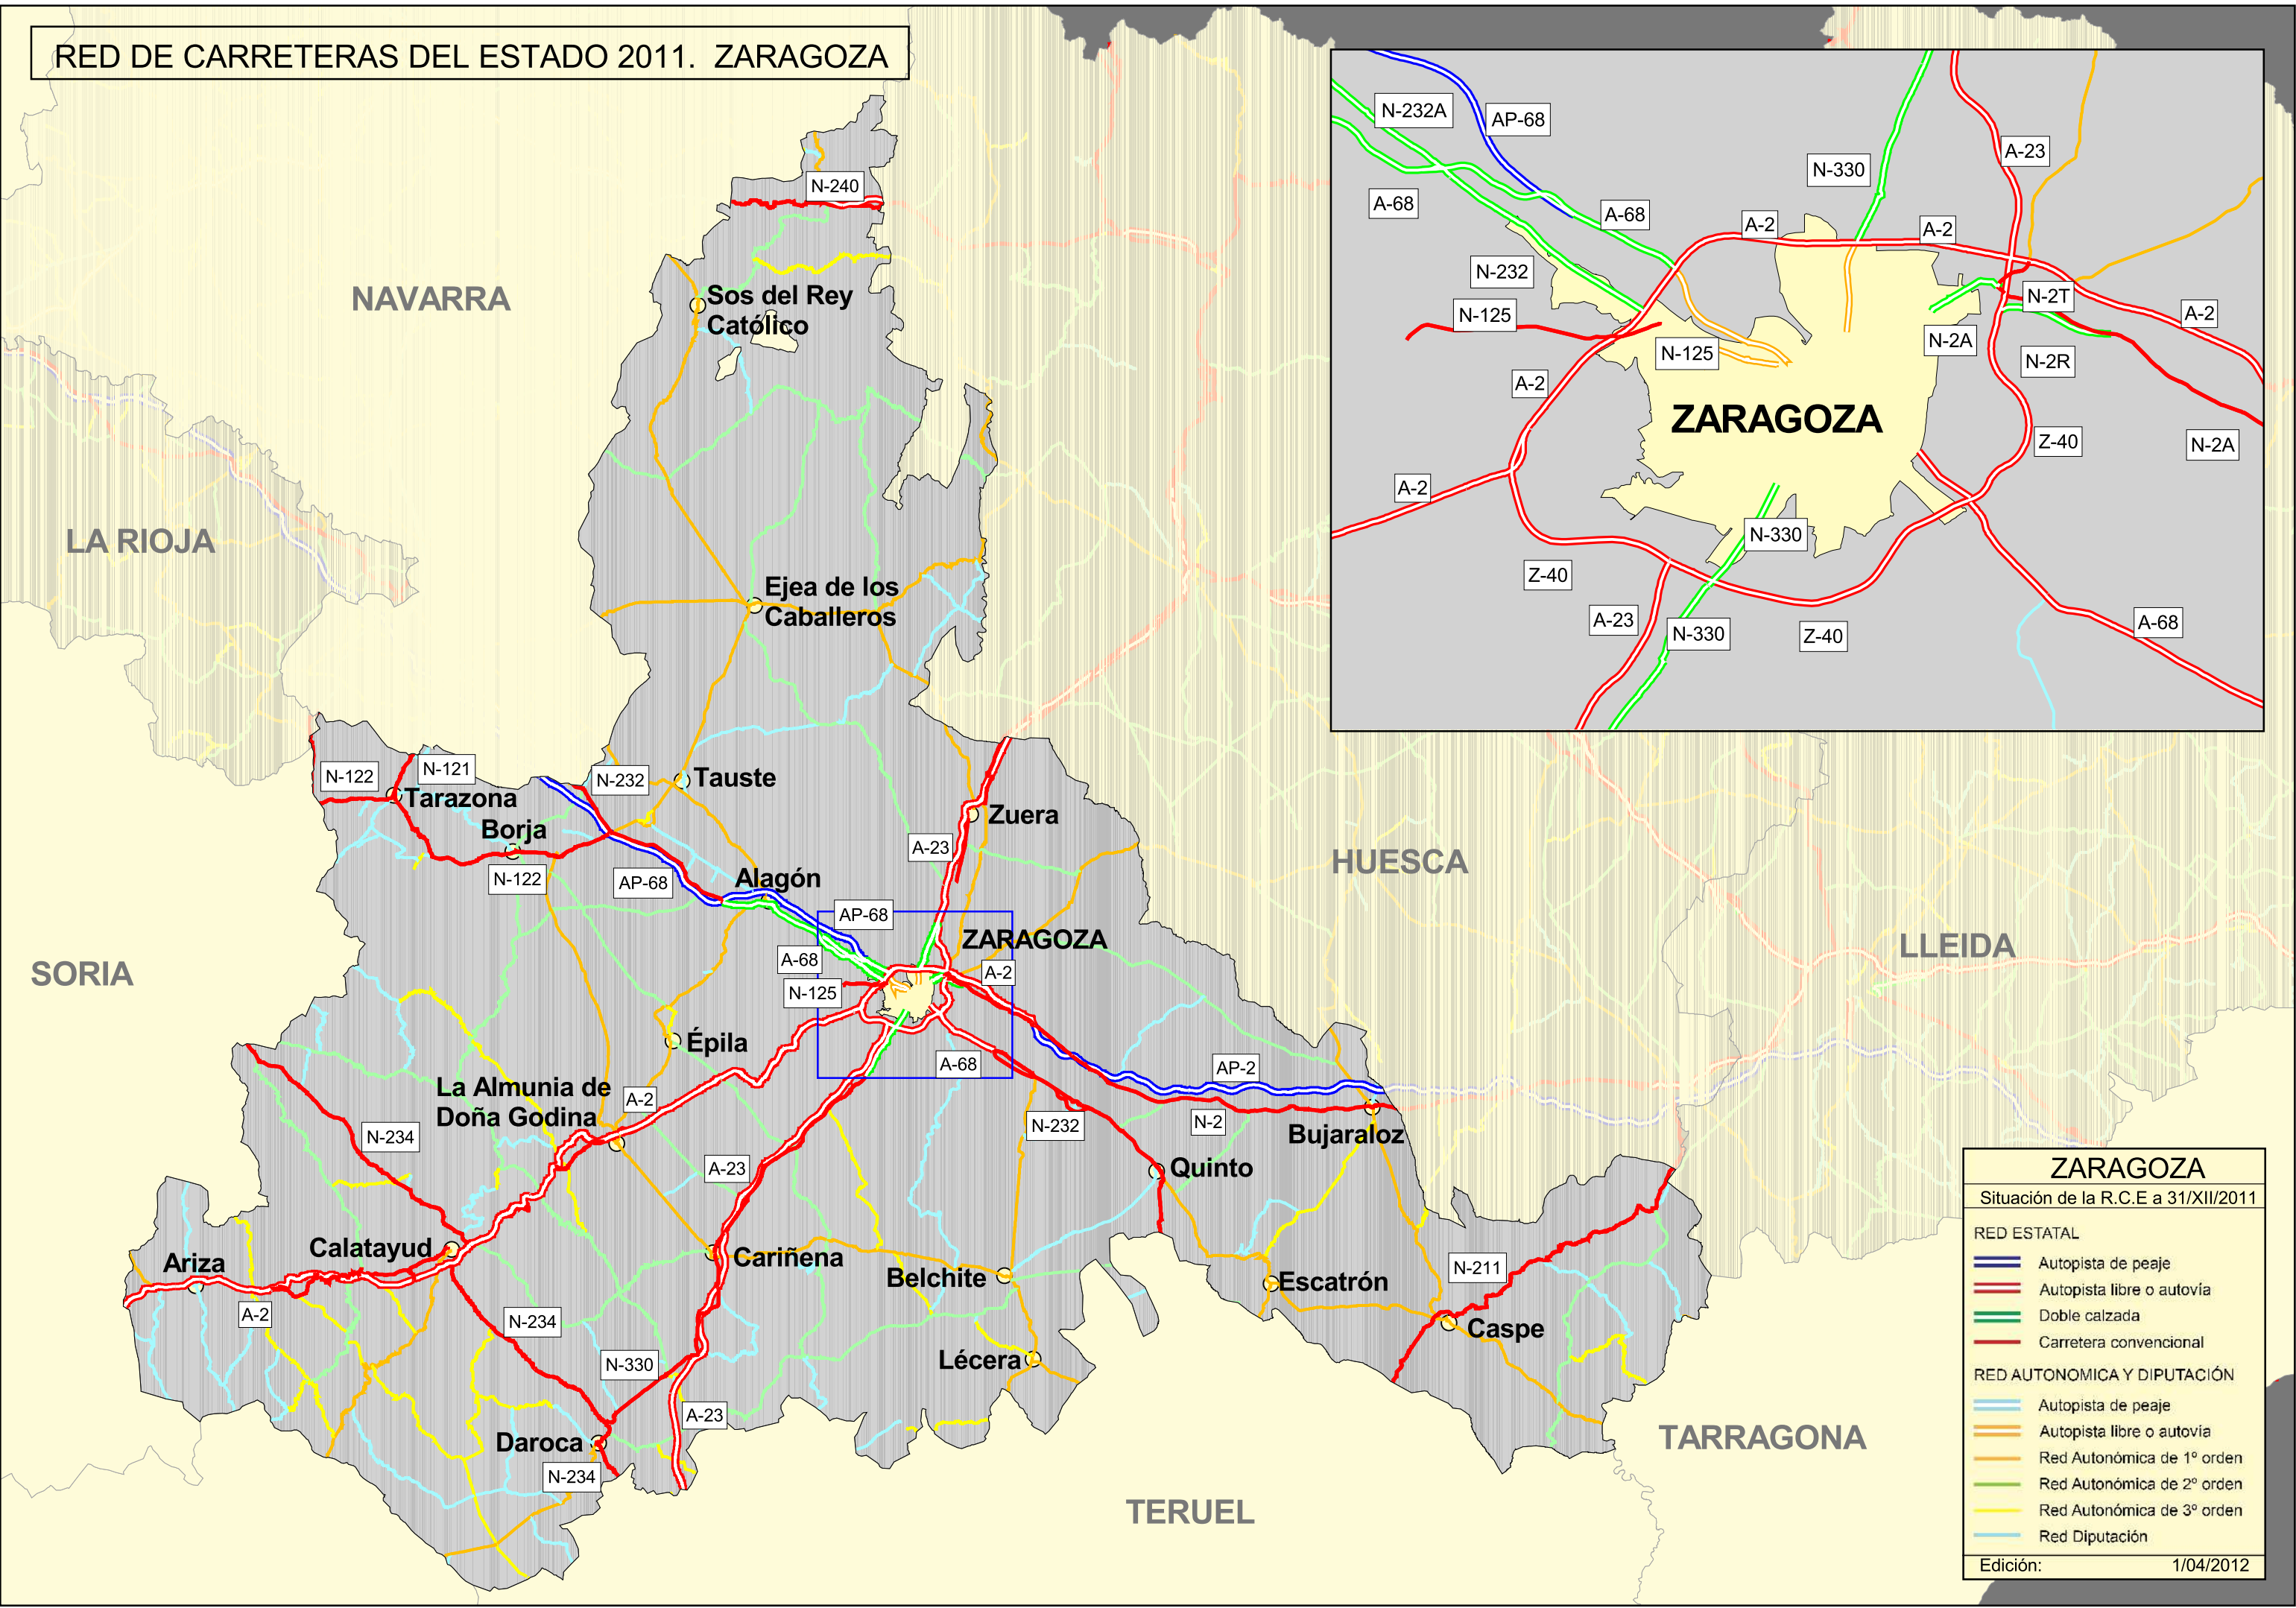 RED DE CARRETERAS DEL ESTADO 2011. ZARAGOZA
N-232A
AP-68
A-23
N-330
A-68
A-68
A-2
A-2
N-232
N-2T
N-125
A-2
N-2A
N-125
N-2R
A-2
ZARAGOZA
Z-40
N-2A
A-2
N-330
Z-40
A-23
N-330
Z-40
A-68
N-240
NAVARRA
Sos del Rey
Católico
LA RIOJA
Ejea de los
Caballeros
N-122
N-121
N-232
Tauste
Tarazona
Borja
Zuera
A-23
HUESCA
N-122
AP-68
Alagón
AP-68
ZARAGOZA
LLEIDA
A-68
SORIA
A-2
N-125
Épila
A-68
AP-2
La Almunia de
Doña Godina
A-2
N-234
N-232
N-2
Bujaraloz
A-23
Quinto
Calatayud
Ariza
Cariñena
Belchite
Escatrón
N-211
A-2
N-234
Caspe
N-330
Lécera
A-23
Daroca
N-234
TARRAGONA
TERUEL
ZARAGOZA
Situación de la R.C.E a 31/XII/2011
RED ESTATAL
Autopista de peaje
Autopista libre o autovía
Doble calzada
Carretera convencional
RED AUTONOMICA Y DIPUTACIÓN
Autopista de peaje
Autopista libre o autovía
Red Autonómica de 1º orden
Red Autonómica de 2º orden
Red Autonómica de 3º orden
Red Diputación
Edición: 1/04/2012